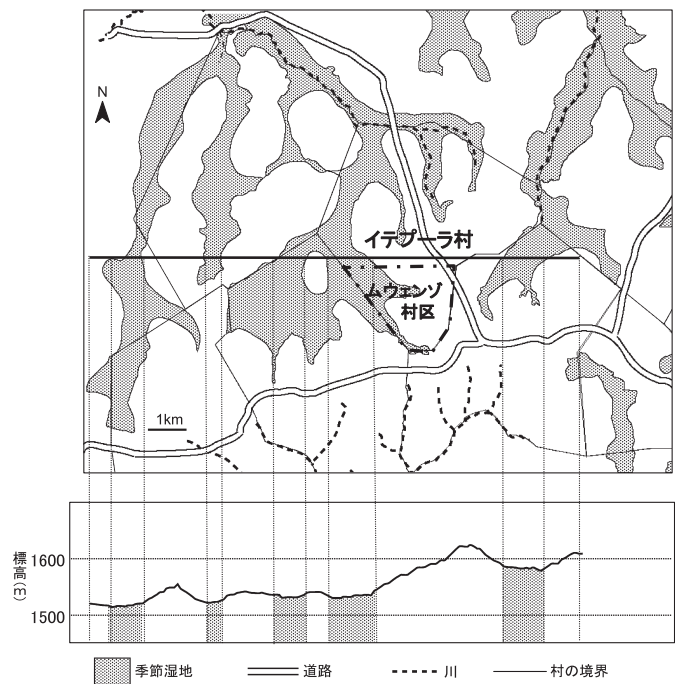 N
イテプーラ村
ムウェンゾ
村区
1km
標高(m)
1600
1500
季節湿地
道路
川
村の境界